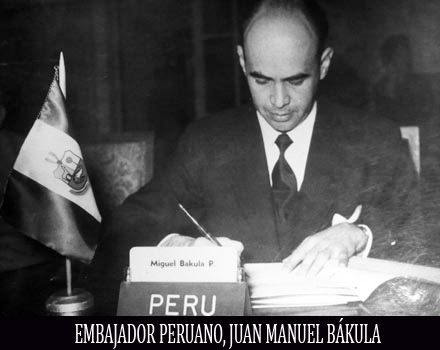 Miguel Bakula P.
PERU
EMBAJADOR PERUANO, JUAN MANUEL BÁKULA